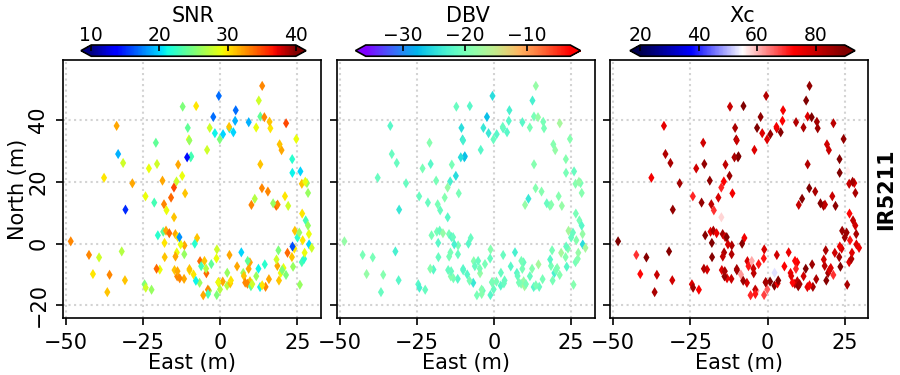 SNR DBV Xc
10 20 30 40 −30 −20 −10 20 40 60 80
North (m)
40
20
0
−20
IR5211
−50 −25 0 25 −50 −25 0 25 −50 −25 0 25
East (m) East (m) East (m)